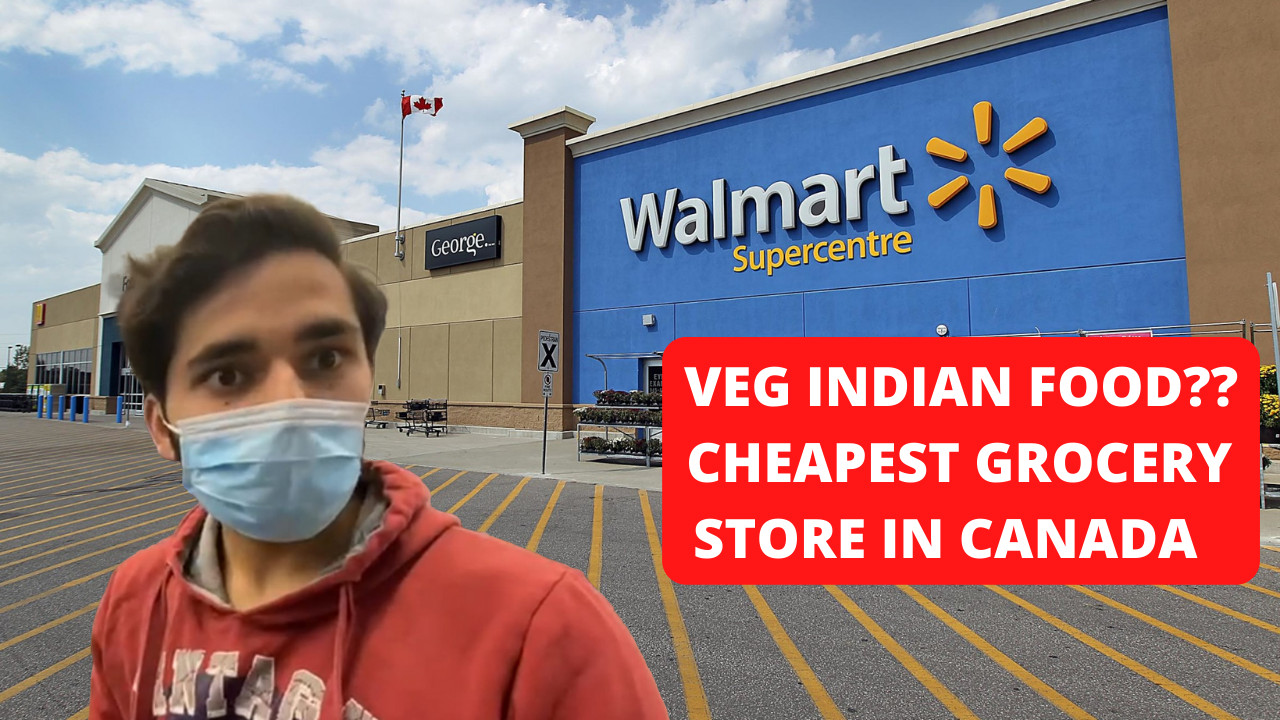 George.
Walmart
Supercentre
X
VEG INDIAN FOOD??
CHEAPEST GROCERY
STORE IN CANADA